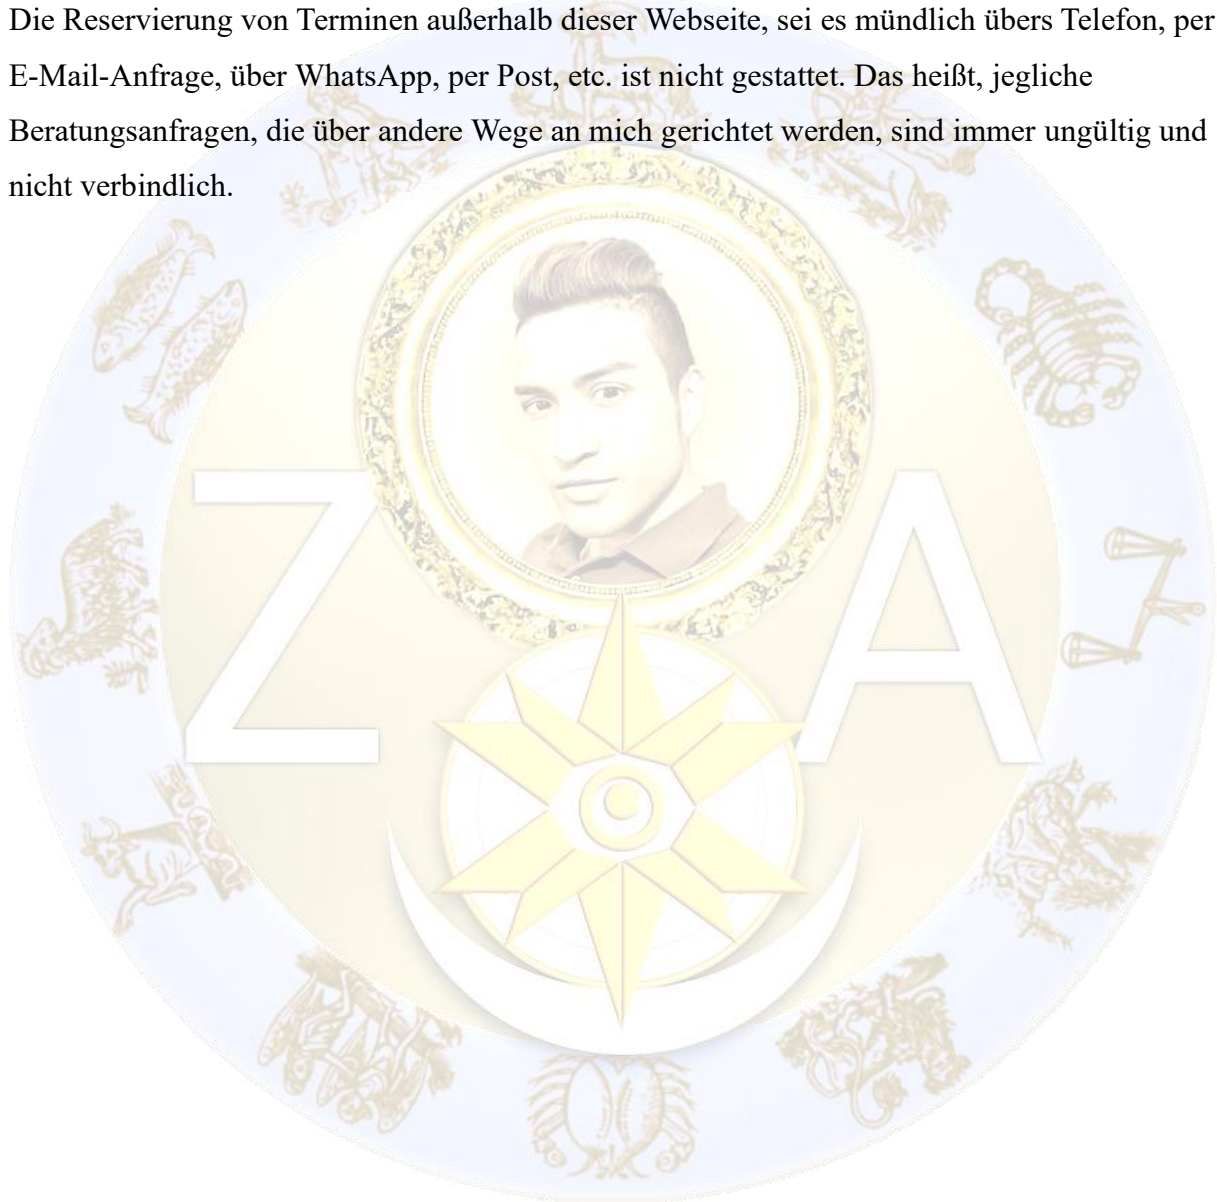 Die Reservierung von Terminen außerhalb dieser Webseite, sei es mündlich übers Telefon, per
E-Mail-Anfrage, über WhatsApp, per Post, etc. ist nicht gestattet. Das heißt, jegliche
Beratungsanfragen, die über andere Wege an mich gerichtet werden, sind immer ungültig und
nicht verbindlich.
Z A